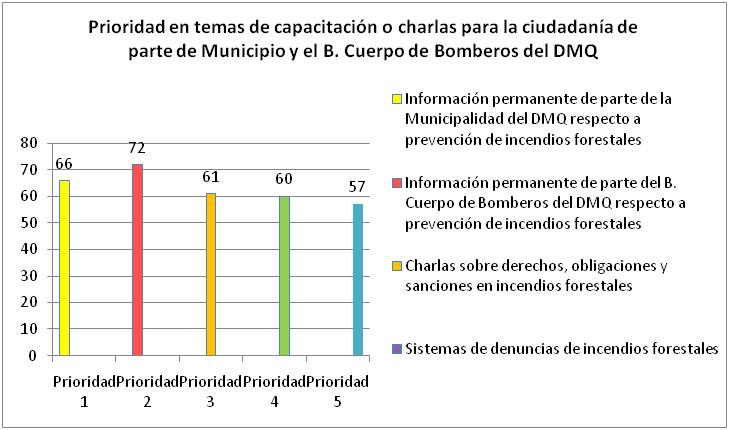 Prioridad en temas de capacitación o charlas para la ciudadanía de
parte de Municipio y el B. Cuerpo de Bomberos del DMQ
Información permanente de parte de la
Municipalidad del DMQ respecto a
prevención de incendios forestales
Información permanente de parte del B.
Cuerpo de Bomberos del DMQ respecto a
prevención de incendios forestales
Charlas sobre derechos, obligaciones y
sanciones en incendios forestales
Sistemas de denuncias de incendios forestales
80
70
60
50
40
30
20
10
0
66
72
61
60
57
Prioridad
1
Prioridad
2
Prioridad
3
Prioridad
4
Prioridad
5